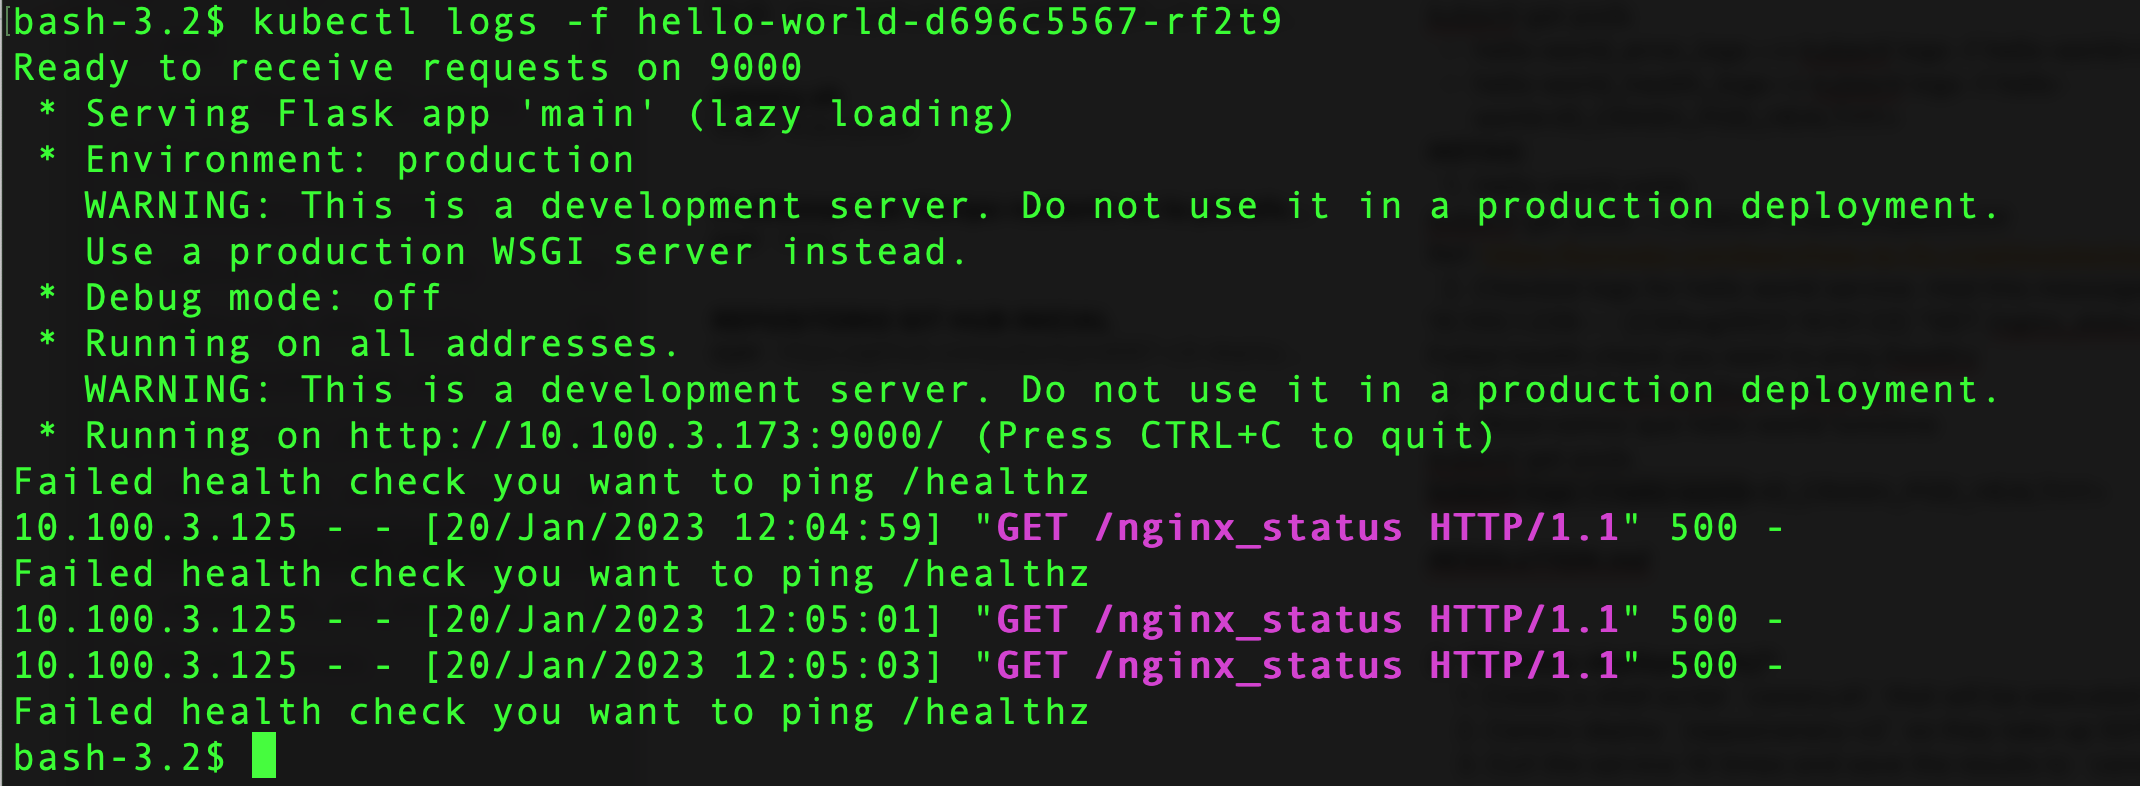 bash-3.2$ kubectl logs -f hello-world-d696c5567-rf2t9
Ready to receive requests on 9000
 * Serving Flask app 'main' (lazy loading)
 * Environment: production
   WARNING: This is a development server. Do not use it in a production deployment.
   Use a production WSGI server instead.
 * Debug mode: off
 * Running on all addresses.
   WARNING: This is a development server. Do not use it in a production deployment.
 * Running on http://10.100.3.173:9000/ (Press CTRL+C to quit)
Failed health check you want to ping /healthz
10.100.3.125 - - [20/Jan/2023 12:04:59] "GET /nginx_status HTTP/1.1" 500 -
Failed health check you want to ping /healthz
10.100.3.125 - - [20/Jan/2023 12:05:01] "GET /nginx_status HTTP/1.1" 500 -
10.100.3.125 - - [20/Jan/2023 12:05:03] "GET /nginx_status HTTP/1.1" 500 -
Failed health check you want to ping /healthz
bash-3.2$